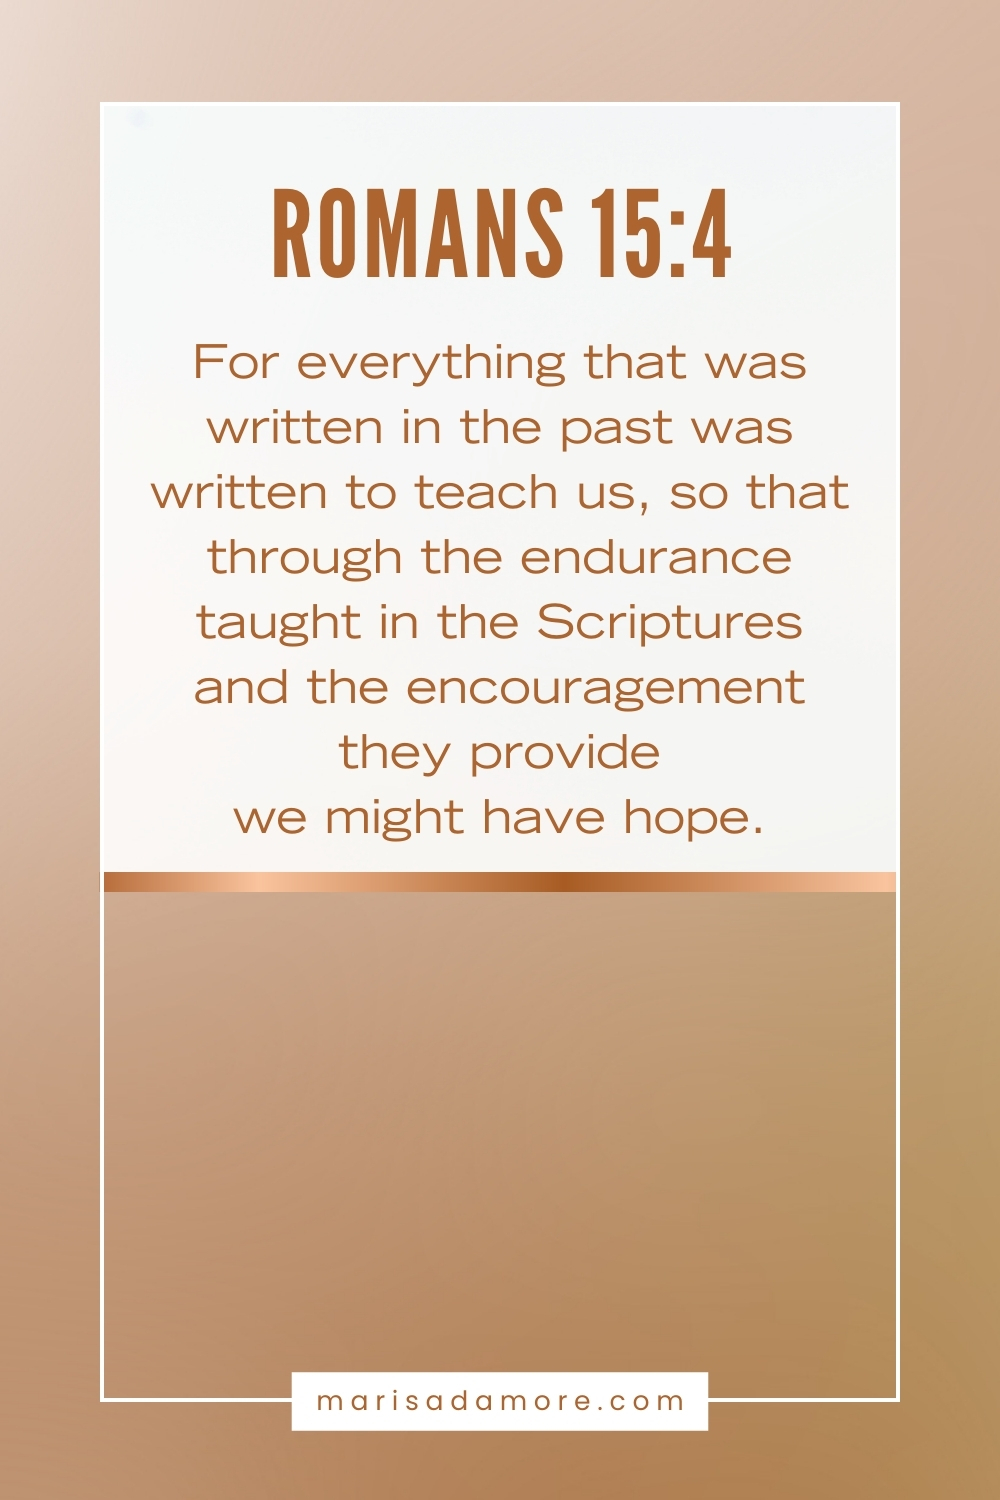 ROMANS 15:4
For everything that was
written in the past was
written to teach us, so that
through the endurance
taught in the Scriptures
and the encouragement
they provide
we might have hope.
marisadamore.com